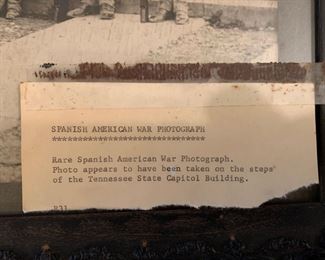 SPANISH AMERICAN WAR PHOTOGRAPH
*******************************
Rare Spanish American War Photograph.
Photo appears to have been taken on the steps
of the Tennessee State Capitol Building.